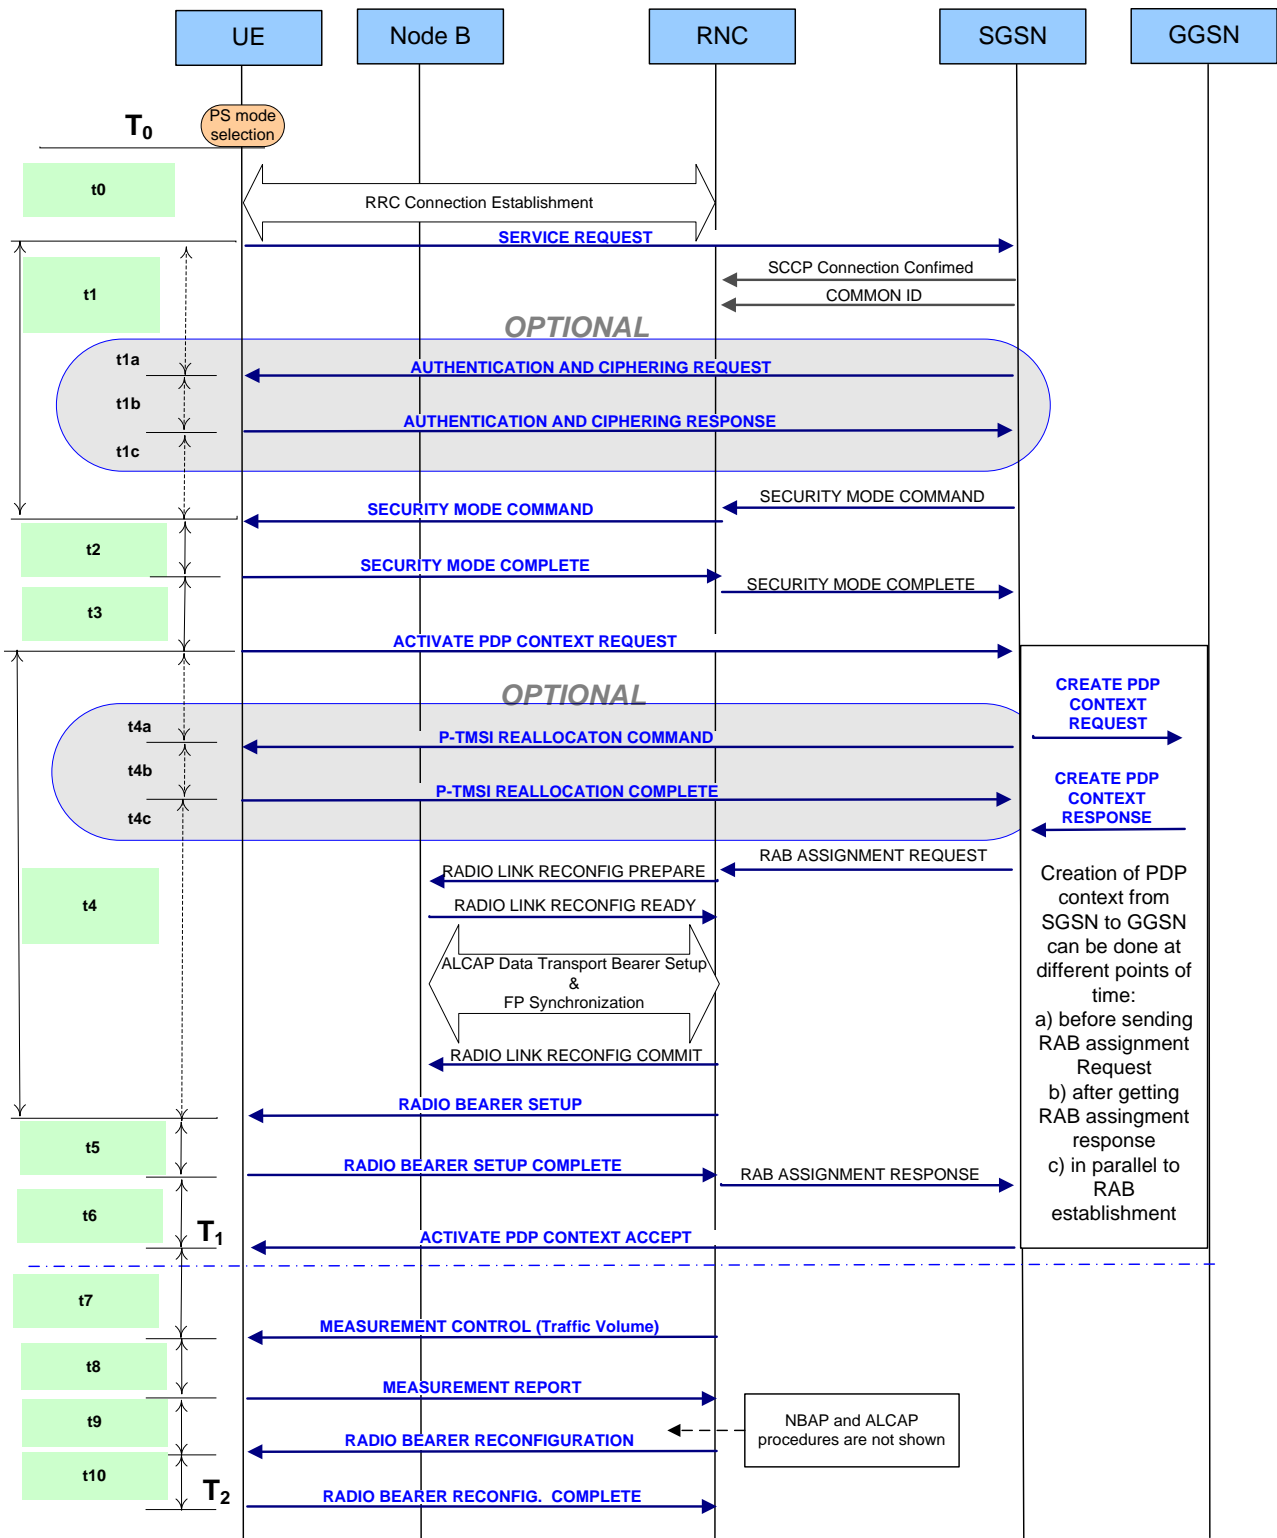 UE
Node B
RNC
SGSN
GGSN
PS mode
selection
T0
t0
RRC Connection Establishment
SERVICE REQUEST
SCCP Connection Confimed
t1
COMMON ID
OPTIONAL
t1a
AUTHENTICATION AND CIPHERING REQUEST
t1b
AUTHENTICATION AND CIPHERING RESPONSE
t1c
SECURITY MODE COMMAND
SECURITY MODE COMMAND
t2
SECURITY MODE COMPLETE
SECURITY MODE COMPLETE
t3
ACTIVATE PDP CONTEXT REQUEST
OPTIONAL
CREATE PDP
CONTEXT
REQUEST
t4a
P-TMSI REALLOCATON COMMAND
t4b
CREATE PDP
CONTEXT
RESPONSE
P-TMSI REALLOCATION COMPLETE
t4c
RAB ASSIGNMENT REQUEST
RADIO LINK RECONFIG PREPARE
t4
RADIO LINK RECONFIG READY
ALCAP Data Transport Bearer Setup
&
FP Synchronization
RADIO LINK RECONFIG COMMIT
Creation of PDP
context from
SGSN to GGSN
can be done at
different points of
time:
a) before sending
RAB assignment
Request
b) after getting
RAB assingment
response
c) in parallel to
RAB
establishment
RADIO BEARER SETUP
t5
RADIO BEARER SETUP COMPLETE
RAB ASSIGNMENT RESPONSE
t6
T1
ACTIVATE PDP CONTEXT ACCEPT
t7
MEASUREMENT CONTROL (Traffic Volume)
t8
MEASUREMENT REPORT
t9
NBAP and ALCAP
procedures are not shown
RADIO BEARER RECONFIGURATION
t10
T2
RADIO BEARER RECONFIG. COMPLETE